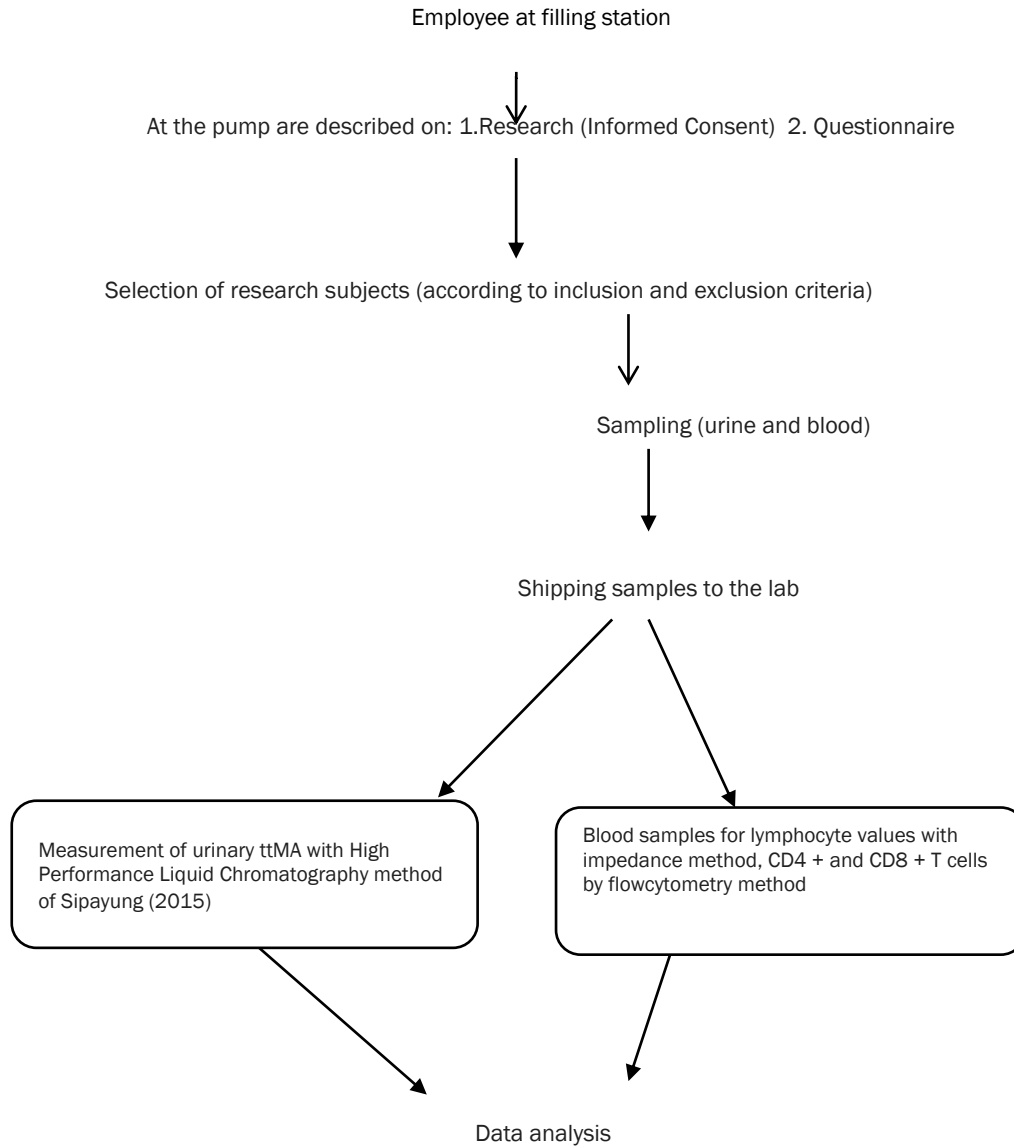 Employee at filling station
At the pump are described on: 1.Research (Informed Consent) 2. Questionnaire
Selection of research subjects (according to inclusion and exclusion criteria)
Sampling (urine and blood)
Shipping samples to the lab
Measurement of urinary ttMA with High
Performance Liquid Chromatography method
of Sipayung (2015)
Blood samples for lymphocyte values with
impedance method, CD4 + and CD8 + T cells
by flowcytometry method
Data analysis